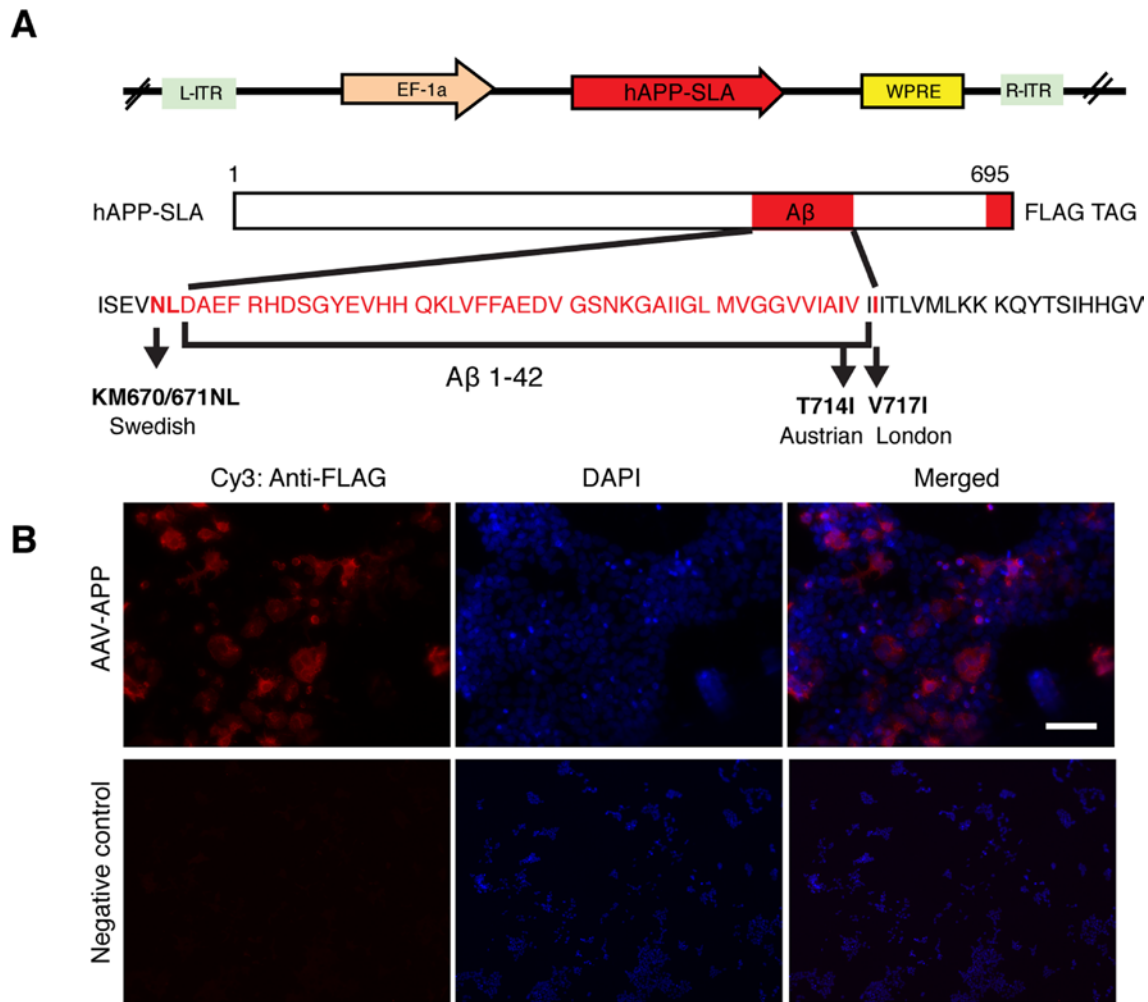 A
L-ITR EF-1a hAPP-SLA WPRE R-ITR
1 695
hAPP-SLA Aβ FLAG TAG
ISEVNLDAEF RHDSGYEVHH QKLVFFAEDV GSNKGAIIGL MVGGVVIAIV IIITLVMLKK KQYTSIHHGV
Aβ 1-42
KM670/671NL T714I V717I
Swedish Austrian London
Cy3: Anti-FLAG DAPI Merged
B
AAV-APP
Negative control